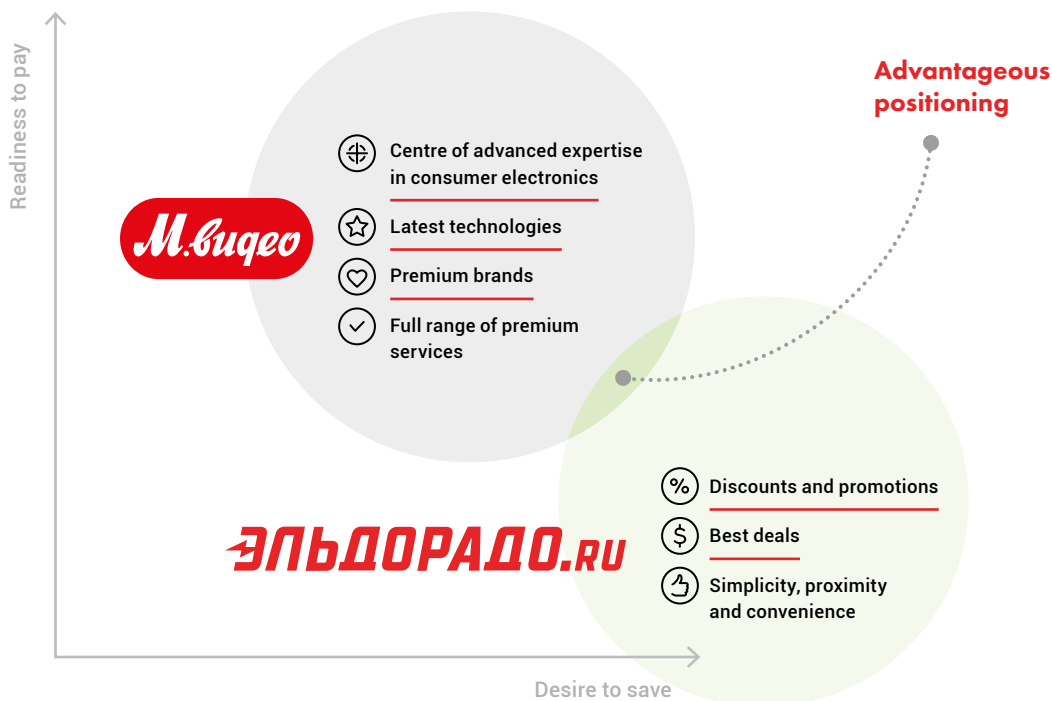 Readiness to pay
Advantageous
positioning
Centre of advanced expertise
in consumer electronics
Latest technologies
Premium brands
Full range of premium
services
М.видео
Discounts and promotions
Best deals
Simplicity, proximity
and convenience
ЭЛЬДОРАДО.RU
Desire to save